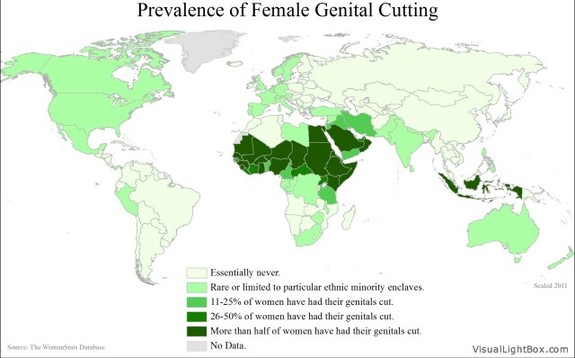 Prevalence of Female Genital Cutting
Essentially never.
Rare or limited to particular ethnic minority enclaves.
11-25% of women have had their genitals cut.
26-50% of women have had their genitals cut.
More than half of women have had their genitals cut.
No Data.
Scaled 2011
Source: The WomanStats Database
VisualLightBox.com